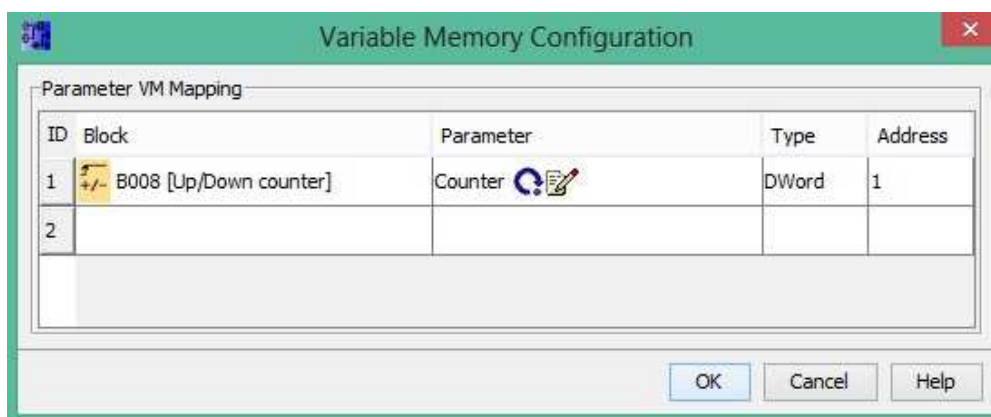 Variable Memory Configuration
Parameter VM Mapping
ID Block Parameter Type Address
1 +/- B008 [Up/Down counter] Counter DWord 1
2
OK Cancel Help